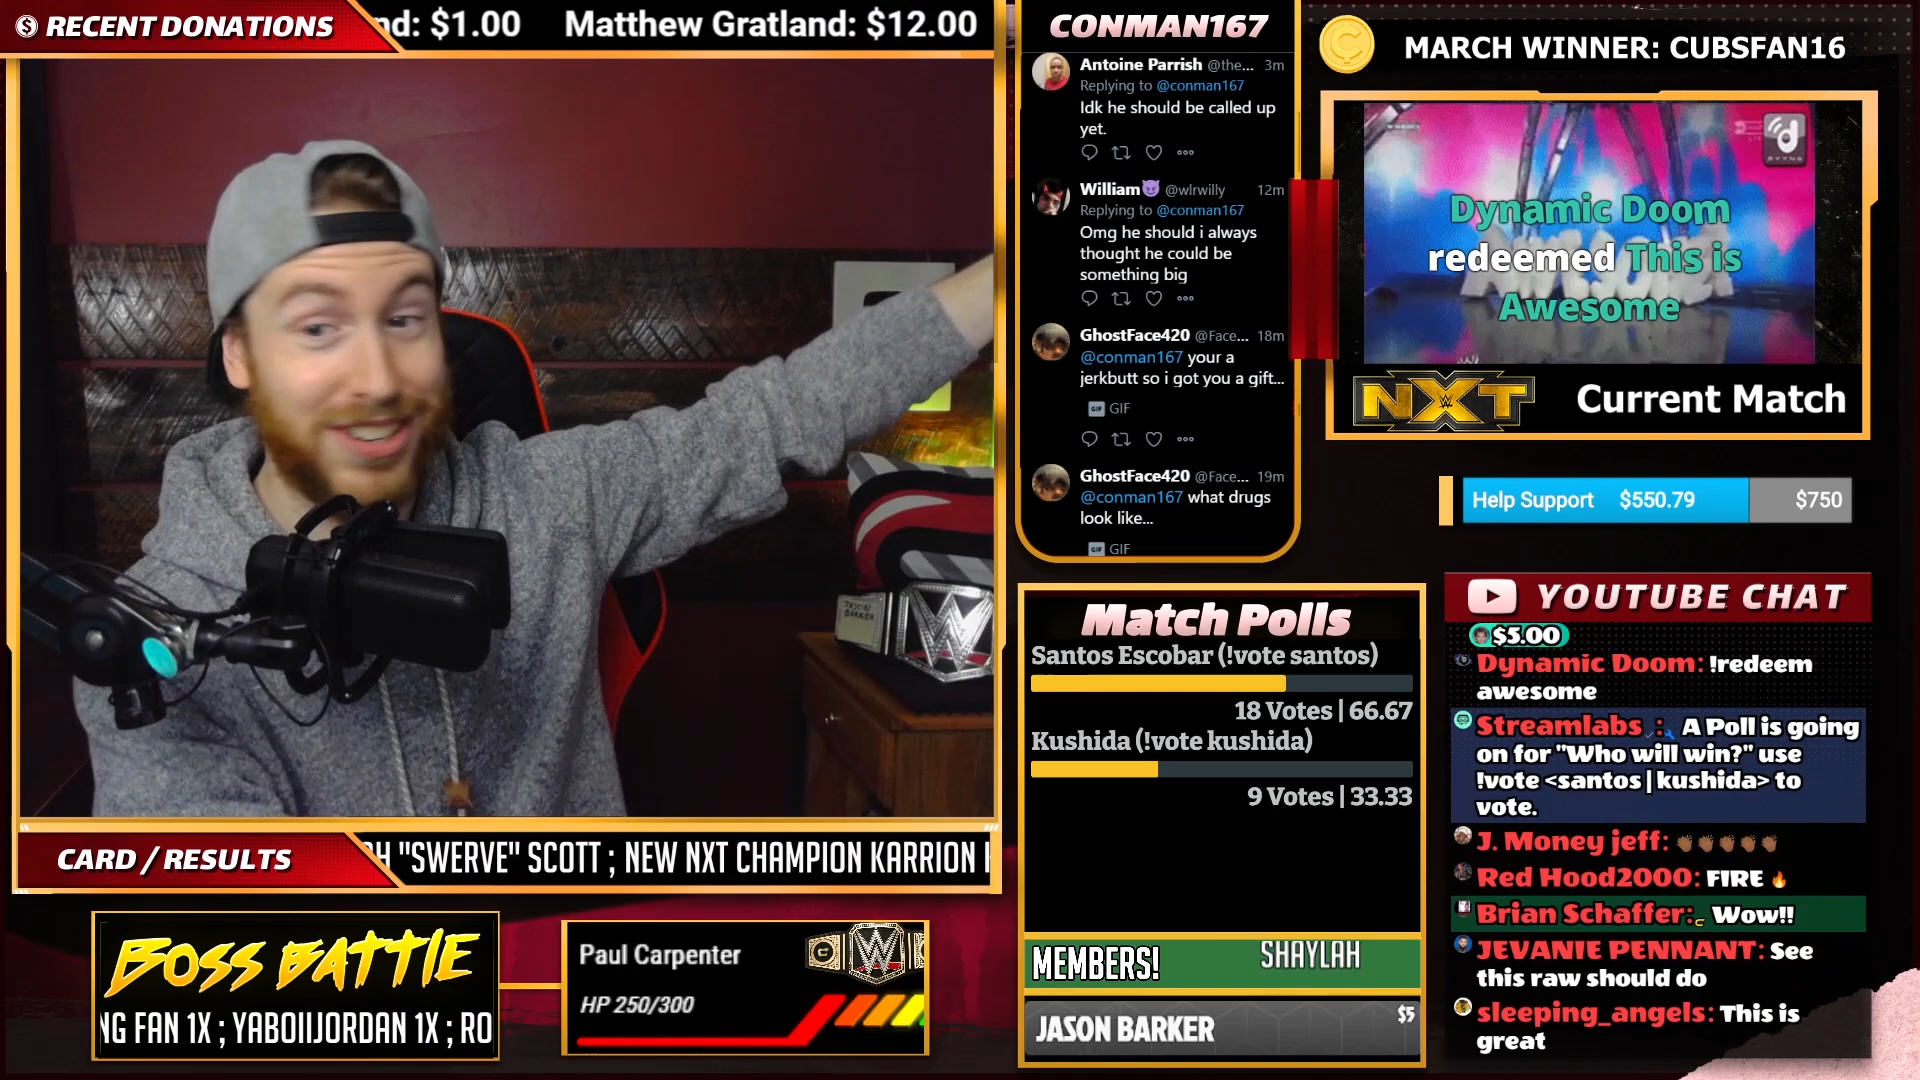 RECENT DONATIONS
nd: $1.00 Matthew Gratland: $12.00
CONMAN167
Antoine Parrish @the... 3m
Replying to @conman167
Idk he should be called up
yet.
William @wlrwilly 12m
Replying to @conman167
Omg he should i always
thought he could be
something big
GhostFace420 @Face... 18m
@conman167 your a
jerkbutt so i got you a gift...
GIF GIF
GhostFace420 @Face... 19m
@conman167 what drugs
look like...
GIF GIF
MARCH WINNER: CUBSFAN16
Dynamic Doom
redeemed This is
Awesome
NXT
Current Match
Help Support $550.79 $750
Match Polls
Santos Escobar (!vote santos)
18 Votes | 66.67
Kushida (!vote kushida)
9 Votes | 33.33
MEMBERS! SHAYLAH
JASON BARKER $5
YOUTUBE CHAT
$5.00
Dynamic Doom: !redeem
awesome
Streamlabs : A Poll is going
on for "Who will win?" use
!vote <santos | kushida> to
vote.
J. Money jeff: 👏🏾👏🏾👏🏾👏🏾👏🏾
Red Hood2000: FIRE 🔥
Brian Schaffer: Wow!!
JEVANIE PENNANT: See
this raw should do
sleeping_angels: This is
great
JASON
BARKER
CARD / RESULTS
H "SWERVE" SCOTT ; NEW NXT CHAMPION KARRION
BOSS BATTLE
NG FAN 1X ; YABOIIJORDAN 1X ; RO
Paul Carpenter
HP 250/300